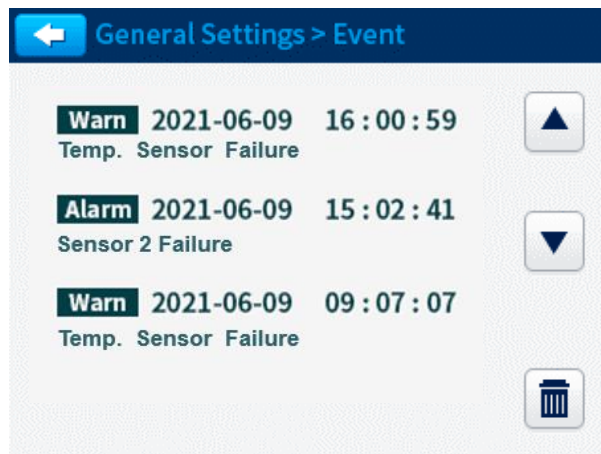 General Settings > Event
Warn 2021-06-09 16:00:59
Temp. Sensor Failure
Alarm 2021-06-09 15:02:41
Sensor 2 Failure
Warn 2021-06-09 09:07:07
Temp. Sensor Failure